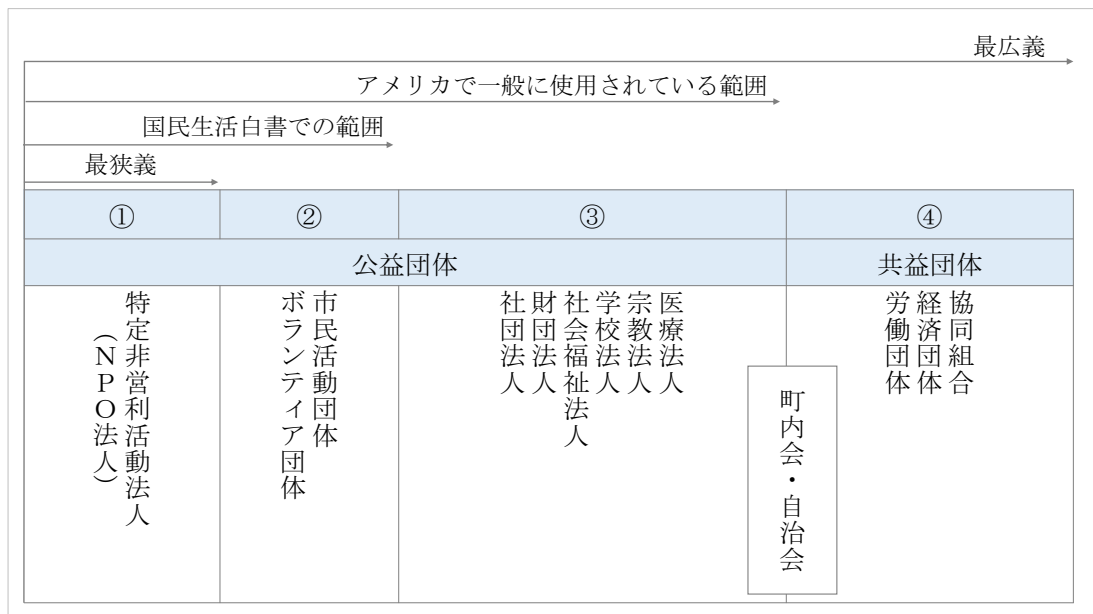 最広義
アメリカで一般に使用されている範囲
国民生活白書での範囲
最狭義
①
②
③
④
公益団体
共益団体
特定非営利活動法人
（ＮＰＯ法人）
市民活動団体
ボランティア団体
医療法人
宗教法人
学校法人
社会福祉法人
財団法人
社団法人
町内会・自治会
協同組合
経済団体
労働団体